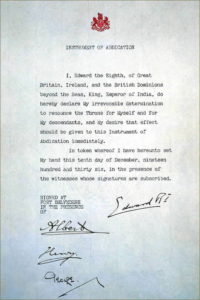 INSTRUMENT OF ABDICATION
I, Edward the Eighth, of Great
Britain, Ireland, and the British Dominions
beyond the Seas, King, Emperor of India, do
hereby declare My irrevocable determination
to renounce the Throne for Myself and for
My descendants, and My desire that effect
should be given to this Instrument of
Abdication immediately.
In token whereof I have hereunto set
My hand this tenth day of December, nineteen
hundred and thirty six, in the presence of
the witnesses whose signatures are subscribed.
SIGNED AT
FORT BELVEDERE
IN THE PRESENCE
OF
Edward RI
Albert
Henry.
George.